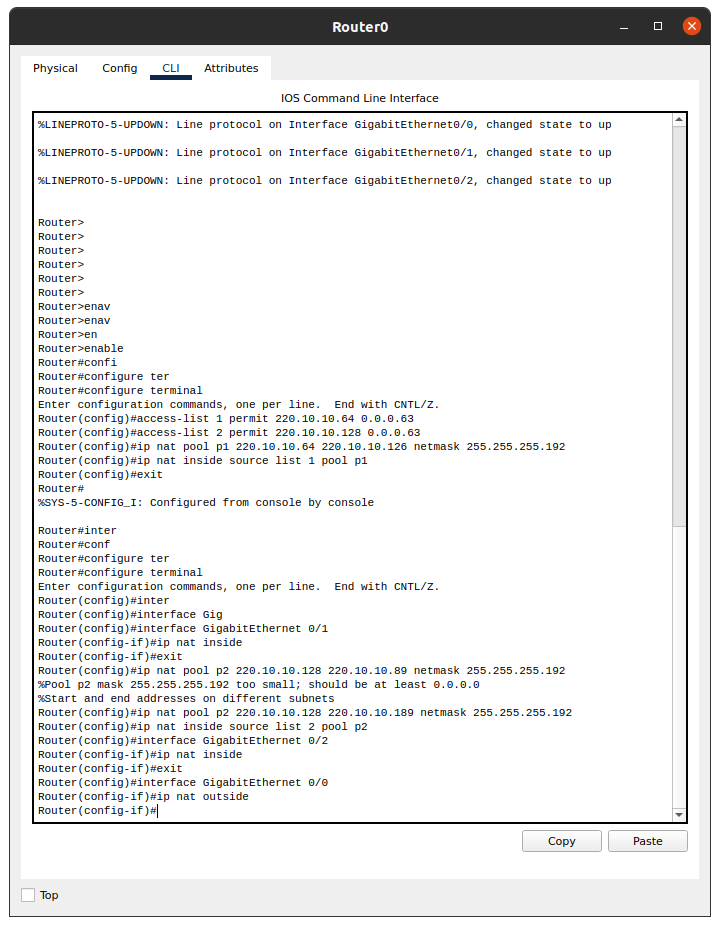 Router0
Physical Config CLI Attributes
IOS Command Line Interface
%LINEPROTO-5-UPDOWN: Line protocol on Interface GigabitEthernet0/0, changed state to up
%LINEPROTO-5-UPDOWN: Line protocol on Interface GigabitEthernet0/1, changed state to up
%LINEPROTO-5-UPDOWN: Line protocol on Interface GigabitEthernet0/2, changed state to up
Router>
Router>
Router>
Router>
Router>
Router>
Router>enav
Router>enav
Router>en
Router>enable
Router#confi
Router#configure ter
Router#configure terminal
Enter configuration commands, one per line.  End with CNTL/Z.
Router(config)#access-list 1 permit 220.10.10.64 0.0.0.63
Router(config)#access-list 2 permit 220.10.10.128 0.0.0.63
Router(config)#ip nat pool p1 220.10.10.64 220.10.10.126 netmask 255.255.255.192
Router(config)#ip nat inside source list 1 pool p1
Router(config)#exit
Router#
%SYS-5-CONFIG_I: Configured from console by console
Router#inter
Router#conf
Router#configure ter
Router#configure terminal
Enter configuration commands, one per line.  End with CNTL/Z.
Router(config)#inter
Router(config)#interface Gig
Router(config)#interface GigabitEthernet 0/1
Router(config-if)#ip nat inside
Router(config-if)#exit
Router(config)#ip nat pool p2 220.10.10.128 220.10.10.89 netmask 255.255.255.192
%Pool p2 mask 255.255.255.192 too small; should be at least 0.0.0.0
%Start and end addresses on different subnets
Router(config)#ip nat pool p2 220.10.10.128 220.10.10.189 netmask 255.255.255.192
Router(config)#ip nat inside source list 2 pool p2
Router(config)#interface GigabitEthernet 0/2
Router(config-if)#ip nat inside
Router(config-if)#exit
Router(config)#interface GigabitEthernet 0/0
Router(config-if)#ip nat outside
Router(config-if)#
Copy Paste
Top